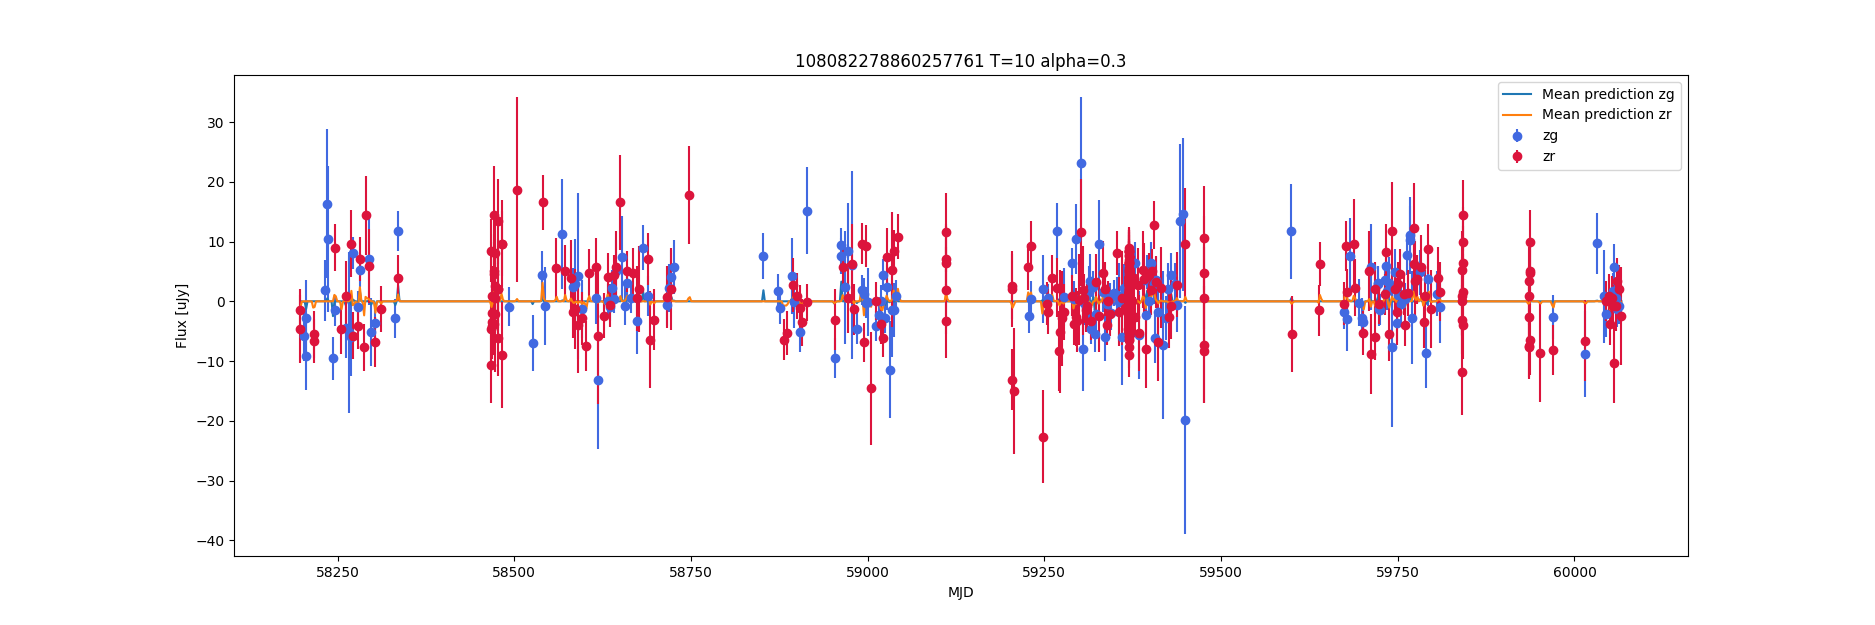 108082278860257761 T=10 alpha=0.3
Mean prediction zg
Mean prediction zr
zg
zr
Flux [uJy]
30
20
10
0
−10
−20
−30
−40
58250 58500 58750 59000 59250 59500 59750 60000
MJD